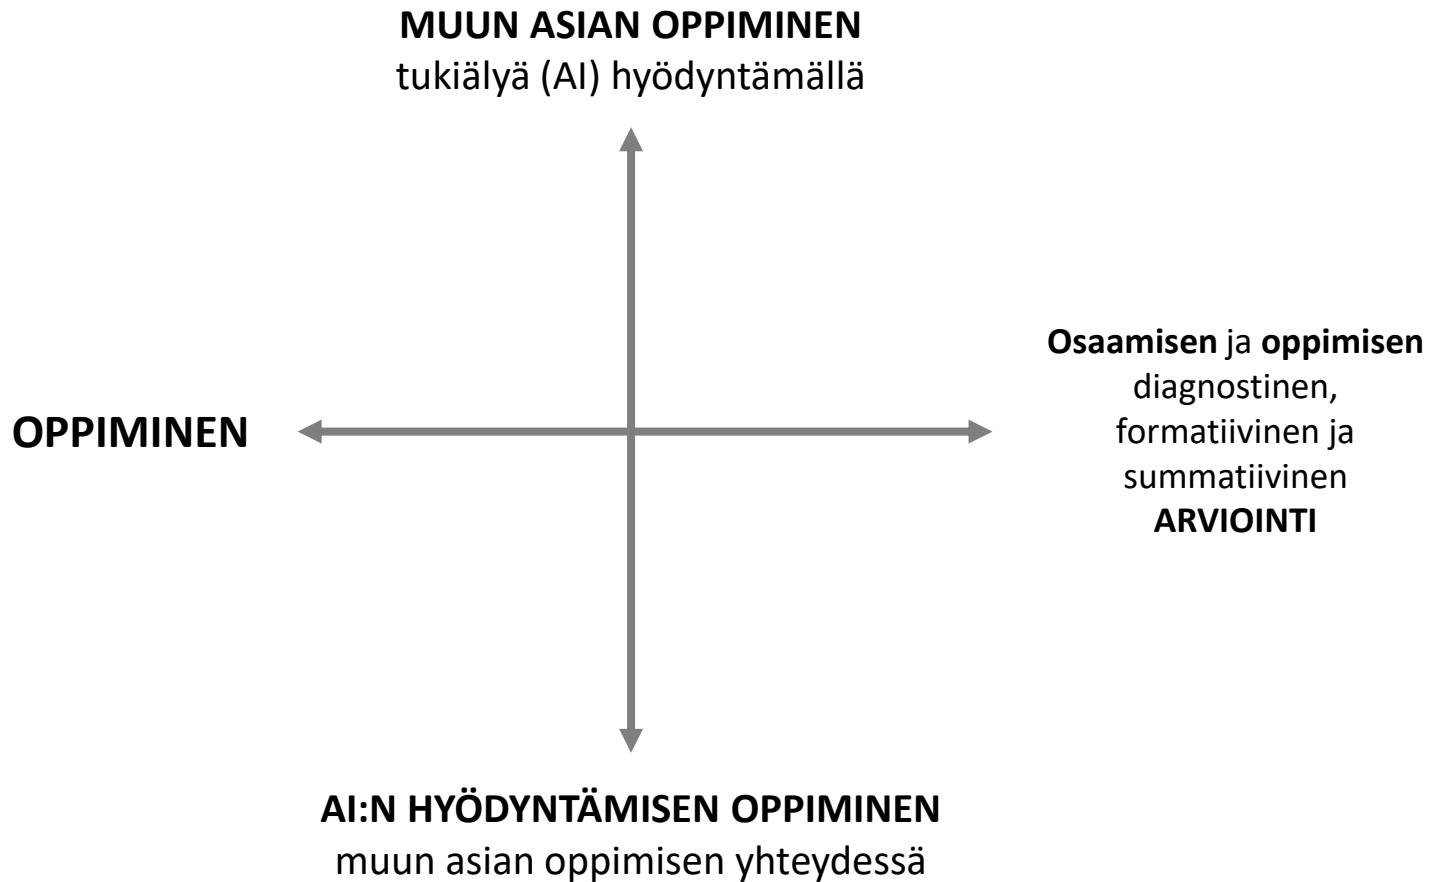 MUUN ASIAN OPPIMINEN
tukiälyä (AI) hyödyntämällä
OPPIMINEN
Osaamisen ja oppimisen
diagnostinen,
formatiivinen ja
summatiivinen
ARVIOINTI
AI:N HYÖDYNTÄMISEN OPPIMINEN
muun asian oppimisen yhteydessä